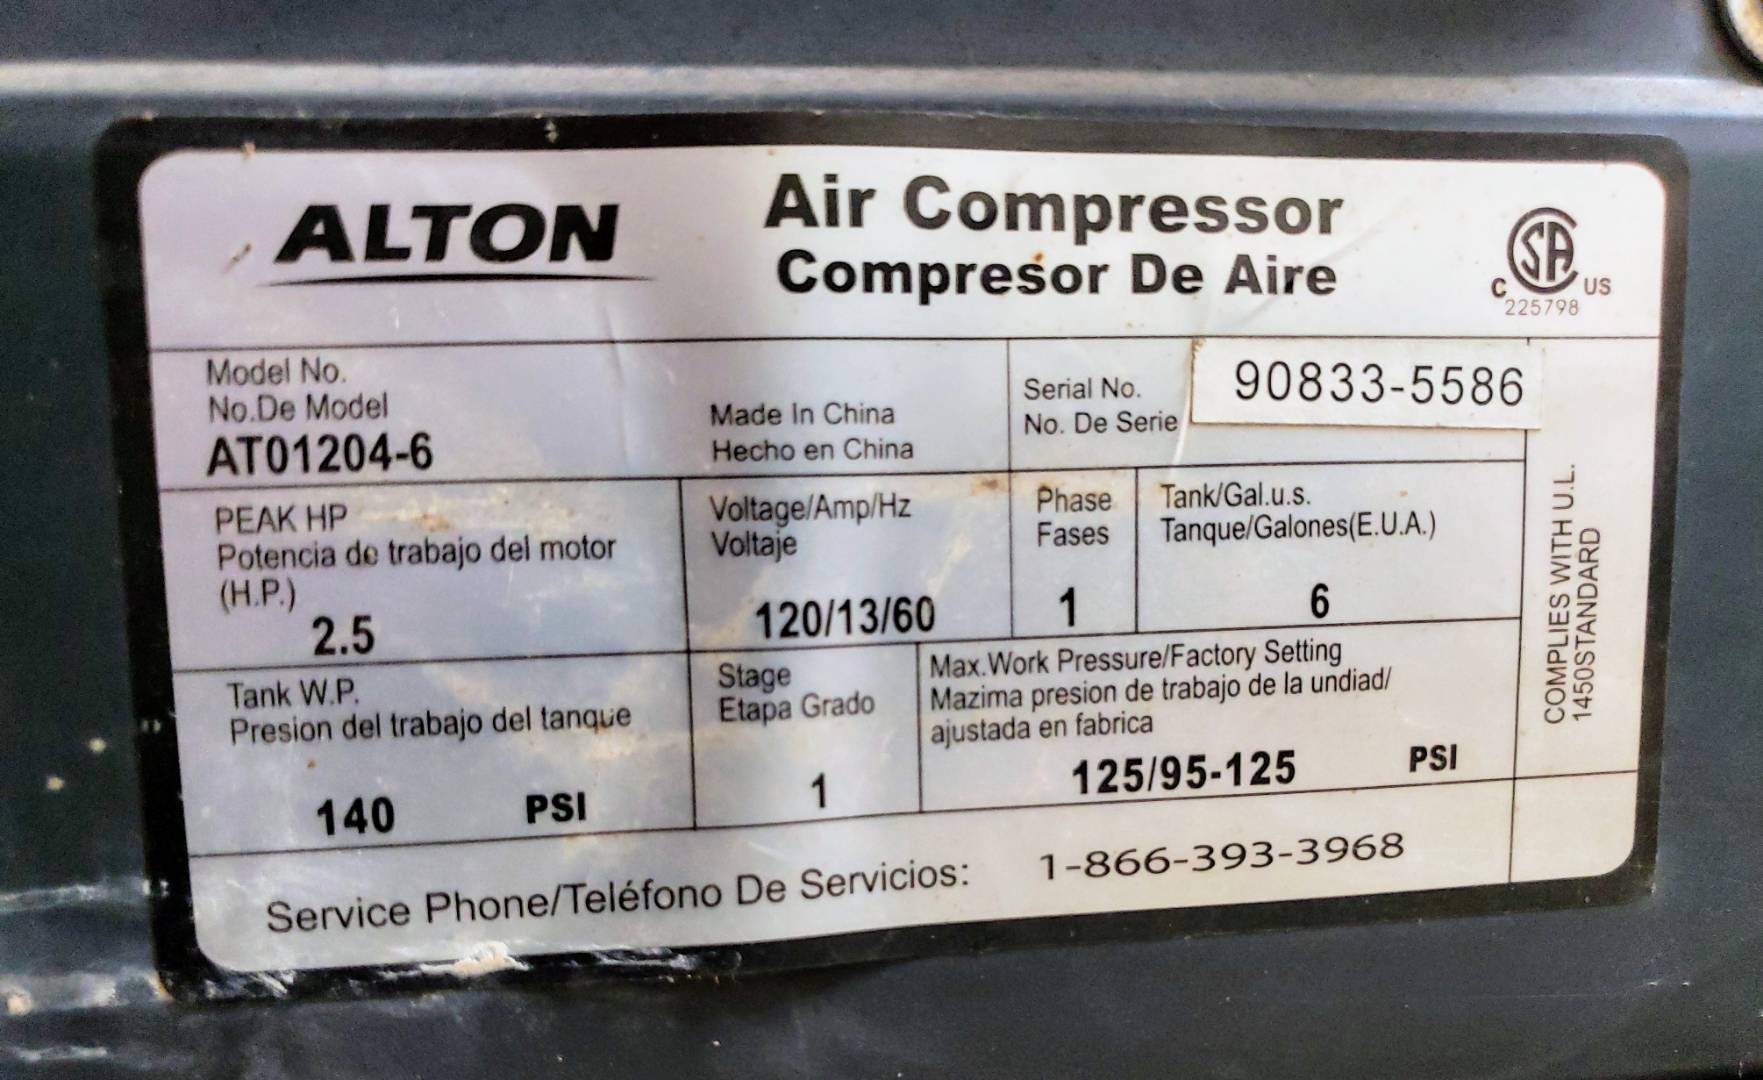 ALTON
Air Compressor
Compresor De Aire
C SA US
225798
Model No.
No.De Model
AT01204-6
Made In China
Hecho en China
Serial No.
No. De Serie
90833-5586
PEAK HP
Potencia de trabajo del motor
(H.P.)
2.5
Voltage/Amp/Hz
Voltaje
120/13/60
Phase
Fases
1
Tank/Gal.u.s.
Tanque/Galones(E.U.A.)
6
Tank W.P.
Presion del trabajo del tanque
140 PSI
Stage
Etapa Grado
1
Max.Work Pressure/Factory Setting
Mazima presion de trabajo de la undiad/
ajustada en fabrica
125/95-125 PSI
COMPLIES WITH U.L.
1450STANDARD
Service Phone/Teléfono De Servicios: 1-866-393-3968